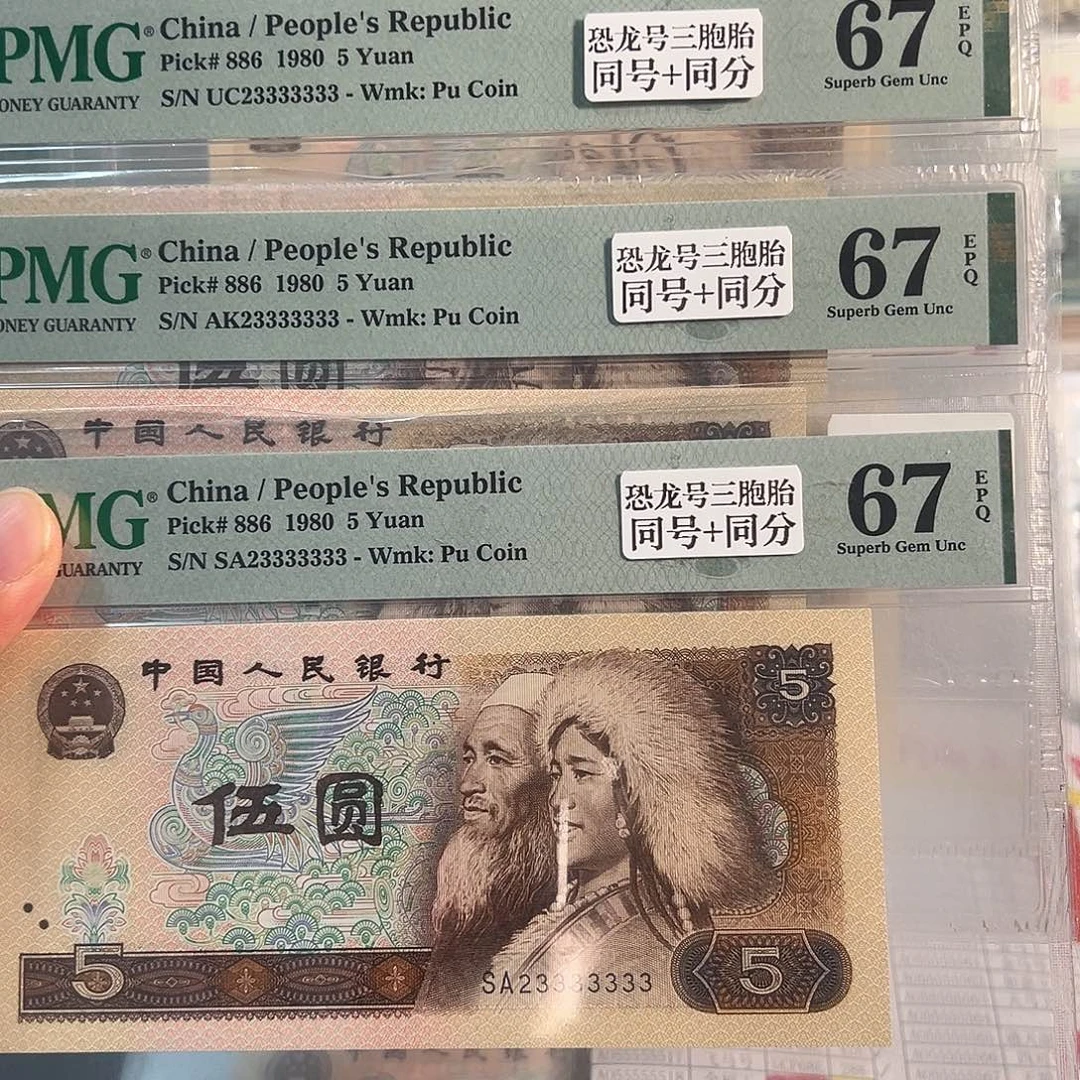 PMG®
China / People's Republic
Pick# 886 1980 5 Yuan
S/N UC23333333 - Wmk: Pu Coin
ONEY GUARANTY
恐龙号三胞胎
同号+同分
67
EPQ
Superb Gem Unc
PMG®
China / People's Republic
Pick# 886 1980 5 Yuan
S/N AK23333333 - Wmk: Pu Coin
ONEY GUARANTY
恐龙号三胞胎
同号+同分
67
EPQ
Superb Gem Unc
伍圆
中国人民银行
MG®
China / People's Republic
Pick# 886 1980 5 Yuan
S/N SA23333333 - Wmk: Pu Coin
GUARANTY
恐龙号三胞胎
同号+同分
67
EPQ
Superb Gem Unc
中国人民银行
5
伍圆
5
SA23333333
5